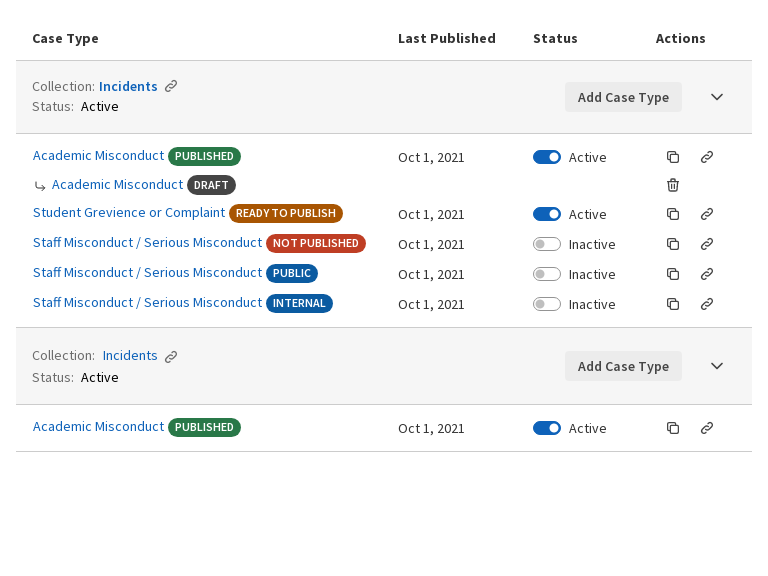 Case Type Last Published Status Actions
Collection: Incidents
Status: Active
Add Case Type
Academic Misconduct PUBLISHED Oct 1, 2021 Active
Academic Misconduct DRAFT
Student Grevience or Complaint READY TO PUBLISH Oct 1, 2021 Active
Staff Misconduct / Serious Misconduct NOT PUBLISHED Oct 1, 2021 Inactive
Staff Misconduct / Serious Misconduct PUBLIC Oct 1, 2021 Inactive
Staff Misconduct / Serious Misconduct INTERNAL Oct 1, 2021 Inactive
Collection: Incidents
Status: Active
Add Case Type
Academic Misconduct PUBLISHED Oct 1, 2021 Active